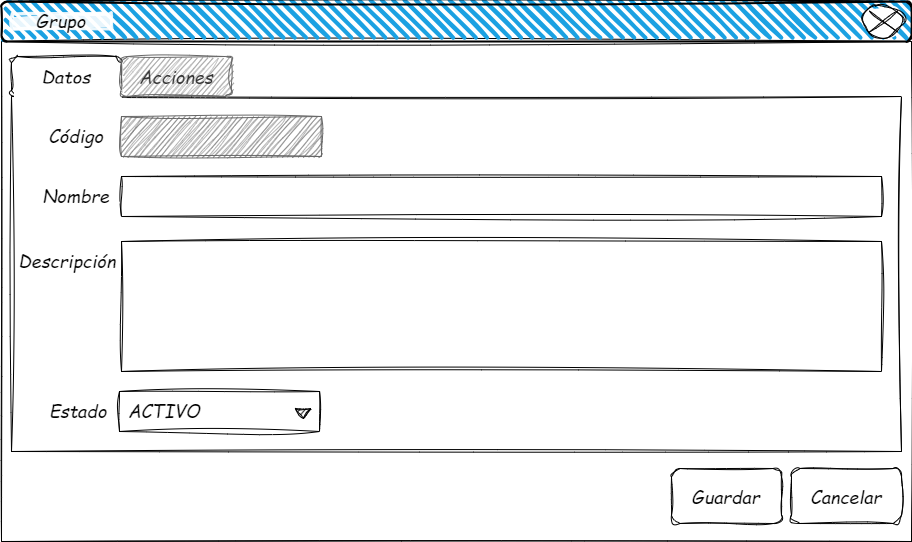 Grupo
Datos Acciones
Código
Nombre
Descripción
Estado ACTIVO
Guardar Cancelar